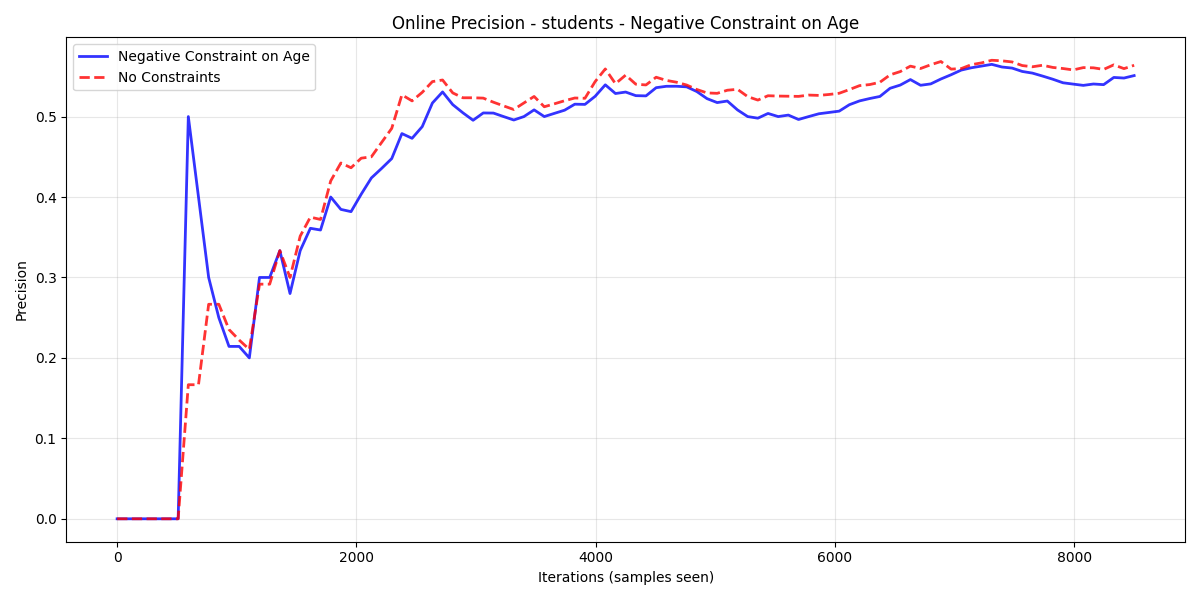 Online Precision - students - Negative Constraint on Age
Negative Constraint on Age
No Constraints
Precision
0.5
0.4
0.3
0.2
0.1
0.0
0
2000
4000
6000
8000
Iterations (samples seen)